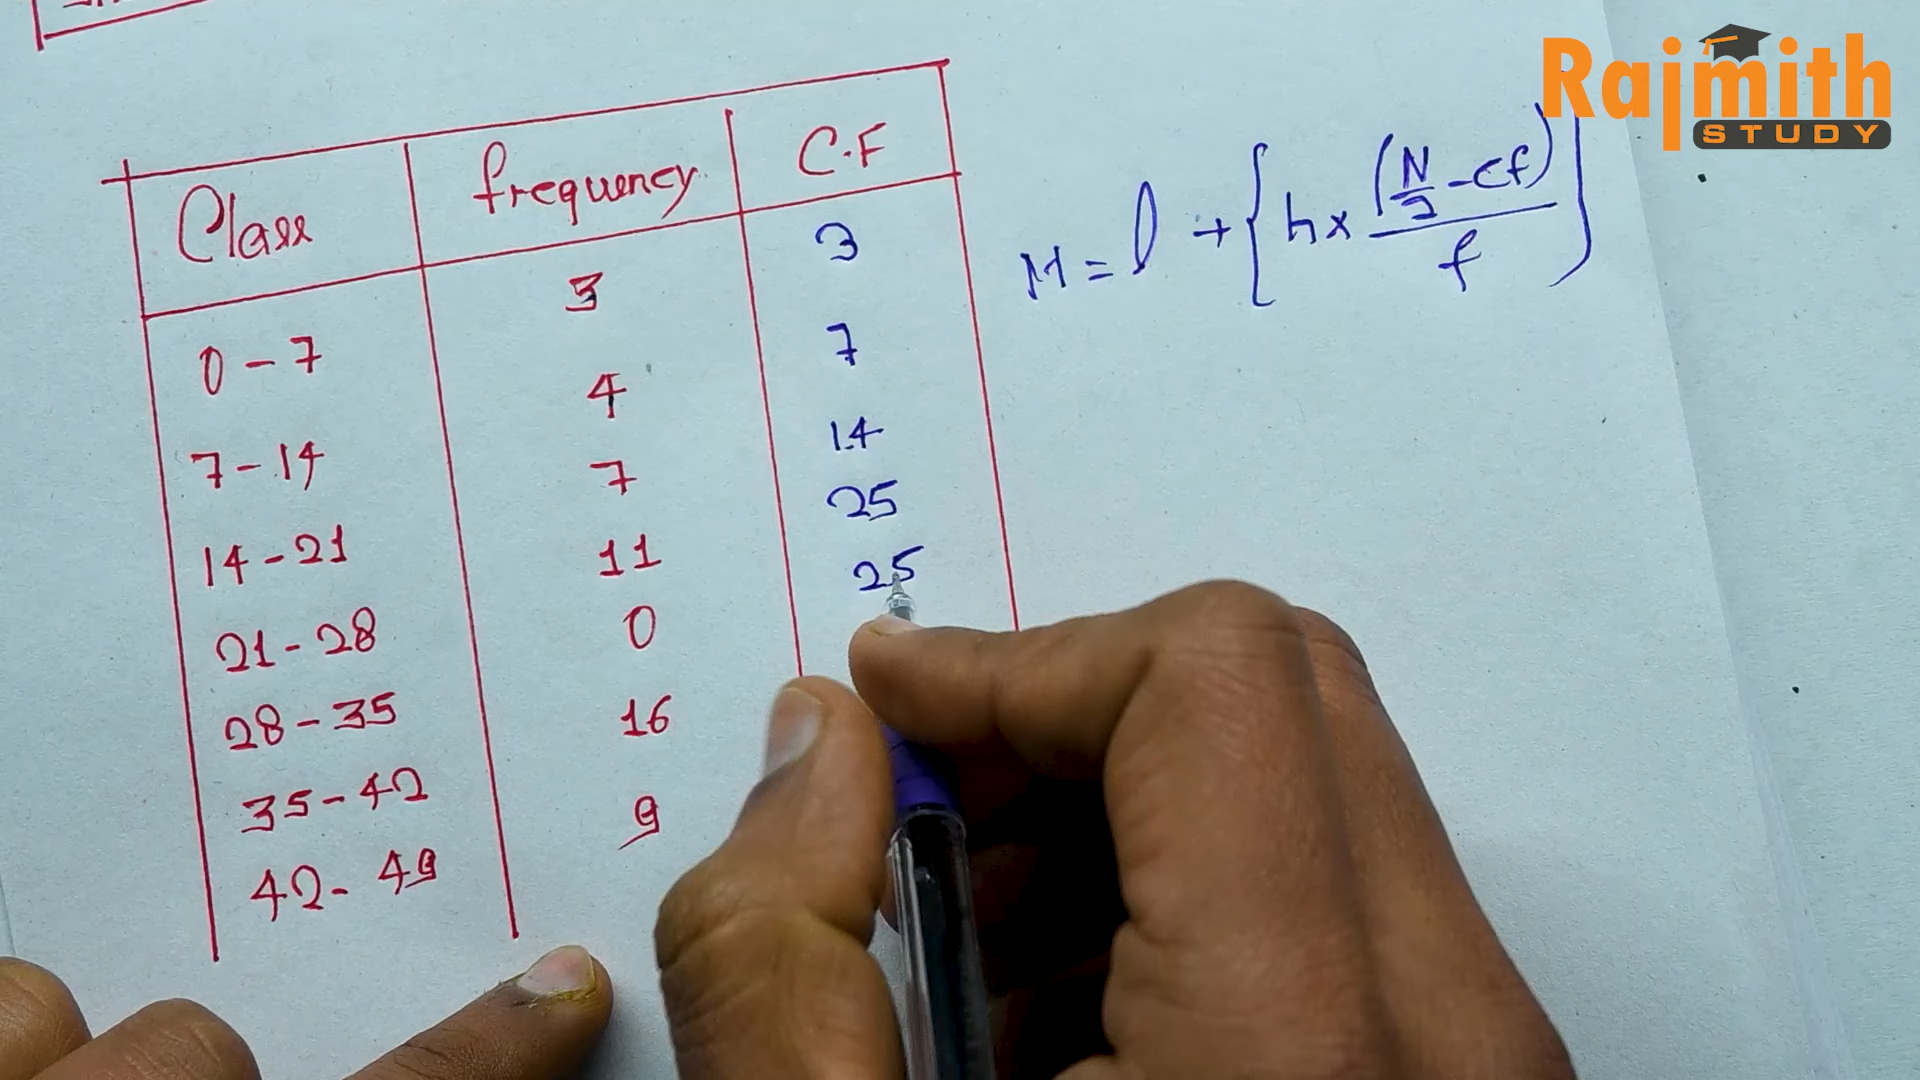 Rajmith
STUDY
Class frequency C.F
0-7 3 3
7-14 4 7
14-21 7 14
21-28 11 25
28-35 0 25
35-42 16
42-49 9
M = l + {h× (N/2 - cf) / f}